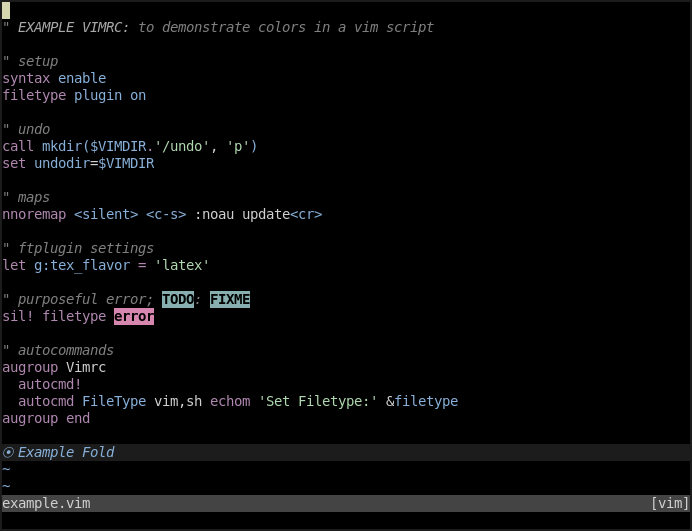 " EXAMPLE VIMRC: to demonstrate colors in a vim script
" setup
syntax enable
filetype plugin on
" undo
call mkdir($VIMDIR.'/undo', 'p')
set undodir=$VIMDIR
" maps
nnoremap <silent> <c-s> :noau update<cr>
" ftplugin settings
let g:tex_flavor = 'latex'
" purposeful error; TODO: FIXME
sil! filetype error
" autocommands
augroup Vimrc
  autocmd!
  autocmd FileType vim,sh echom 'Set Filetype:' &filetype
augroup end
⦿ Example Fold
~
~
example.vim [vim]